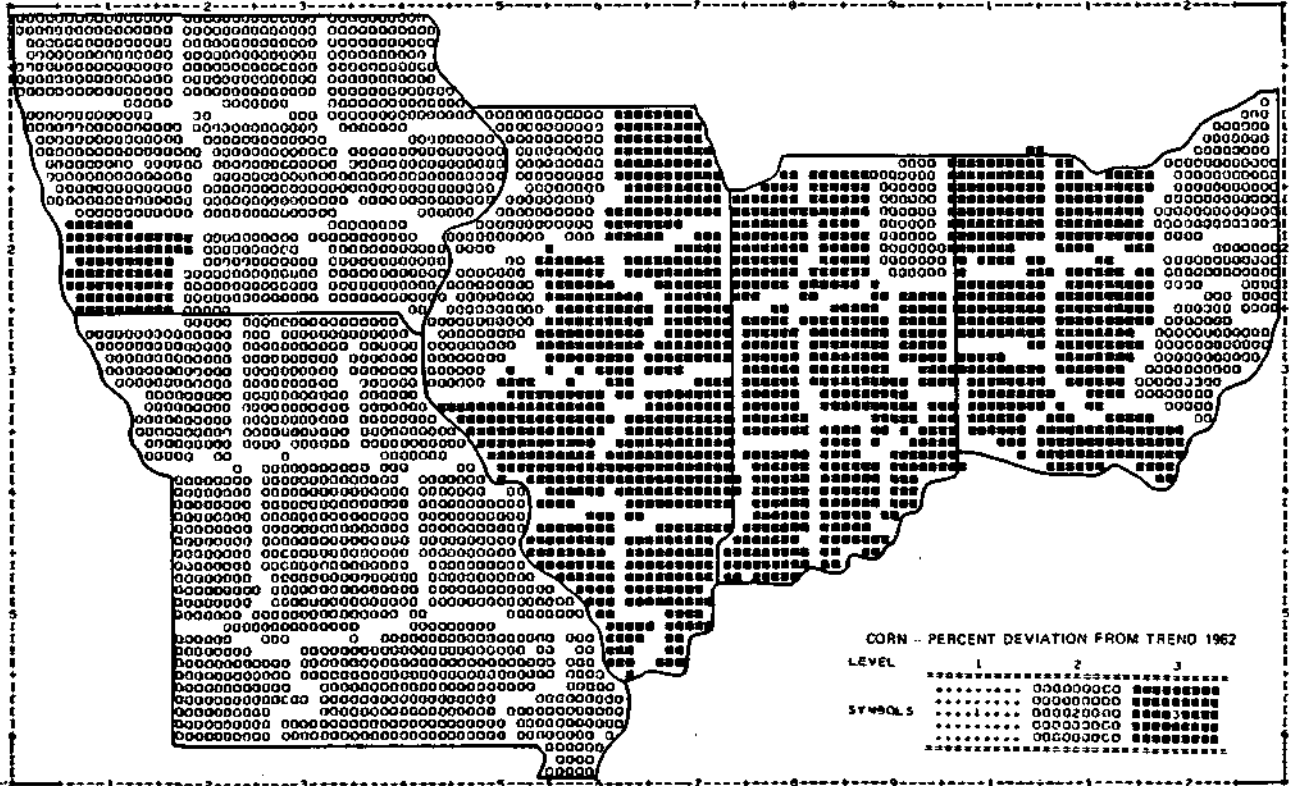 CORN -- PERCENT DEVIATION FROM TREND 1962
LEVEL 1 2 3
SYMBOLS